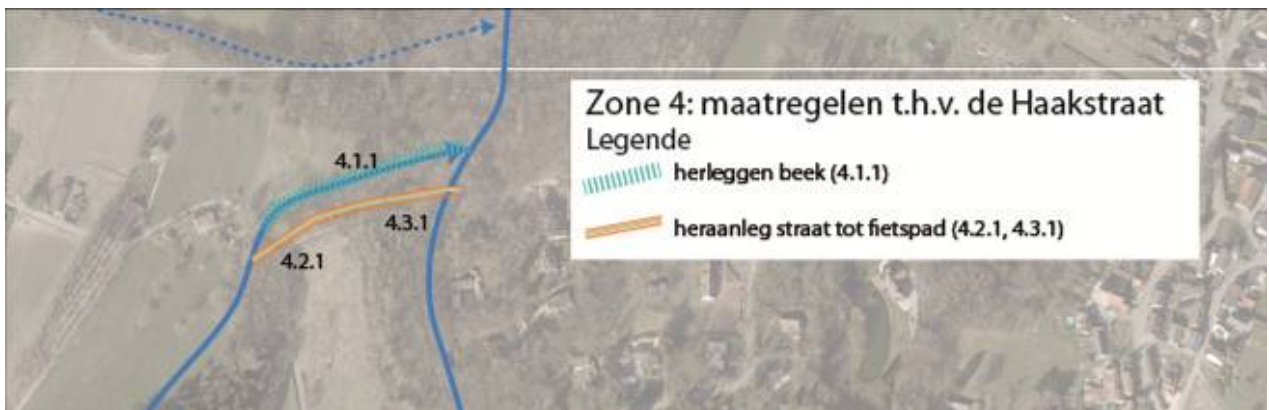 Zone 4: maatregelen t.h.v. de Haakstraat
Legende
herleggen beek (4.1.1)
heraanleg straat tot fietspad (4.2.1, 4.3.1)
4.1.1
4.3.1
4.2.1